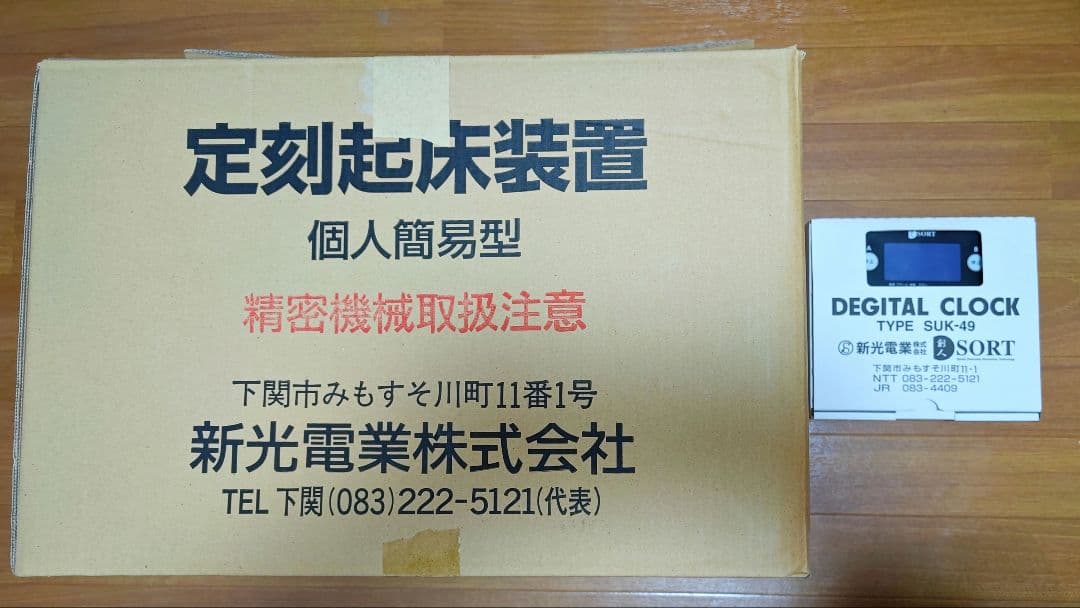 定刻起床装置
個人簡易型
精密機械取扱注意
下関市みもすそ川町11番1号
新光電業株式会社
TEL 下関(083)222-5121(代表)
SORT
A
B
DEGITAL CLOCK
TYPE SUK-49
新光電業株式会社 創人 SORT
下関市みもすそ川町11-1
NTT 083-222-5121
JR 083-4409